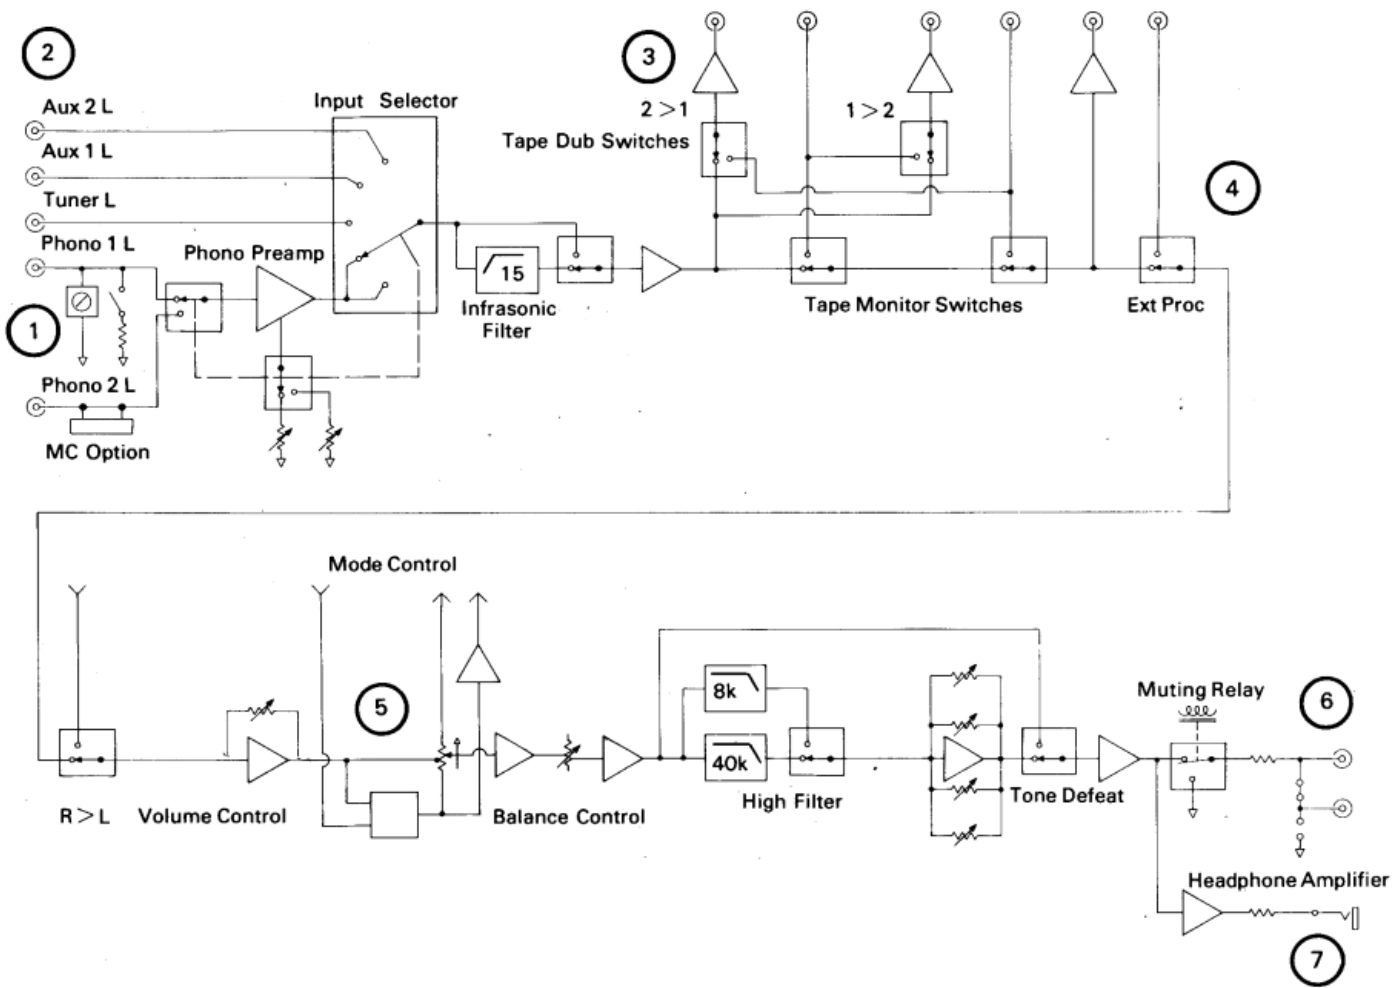 2
3
Aux 2 L
Input Selector
2 > 1
1 > 2
Tape Dub Switches
Aux 1 L
4
Tuner L
Phono 1 L
Phono Preamp
15
Infrasonic
Filter
Tape Monitor Switches
Ext Proc
1
Phono 2 L
MC Option
Mode Control
5
8k
Muting Relay
6
40k
R > L
Volume Control
Balance Control
High Filter
Tone Defeat
Headphone Amplifier
7